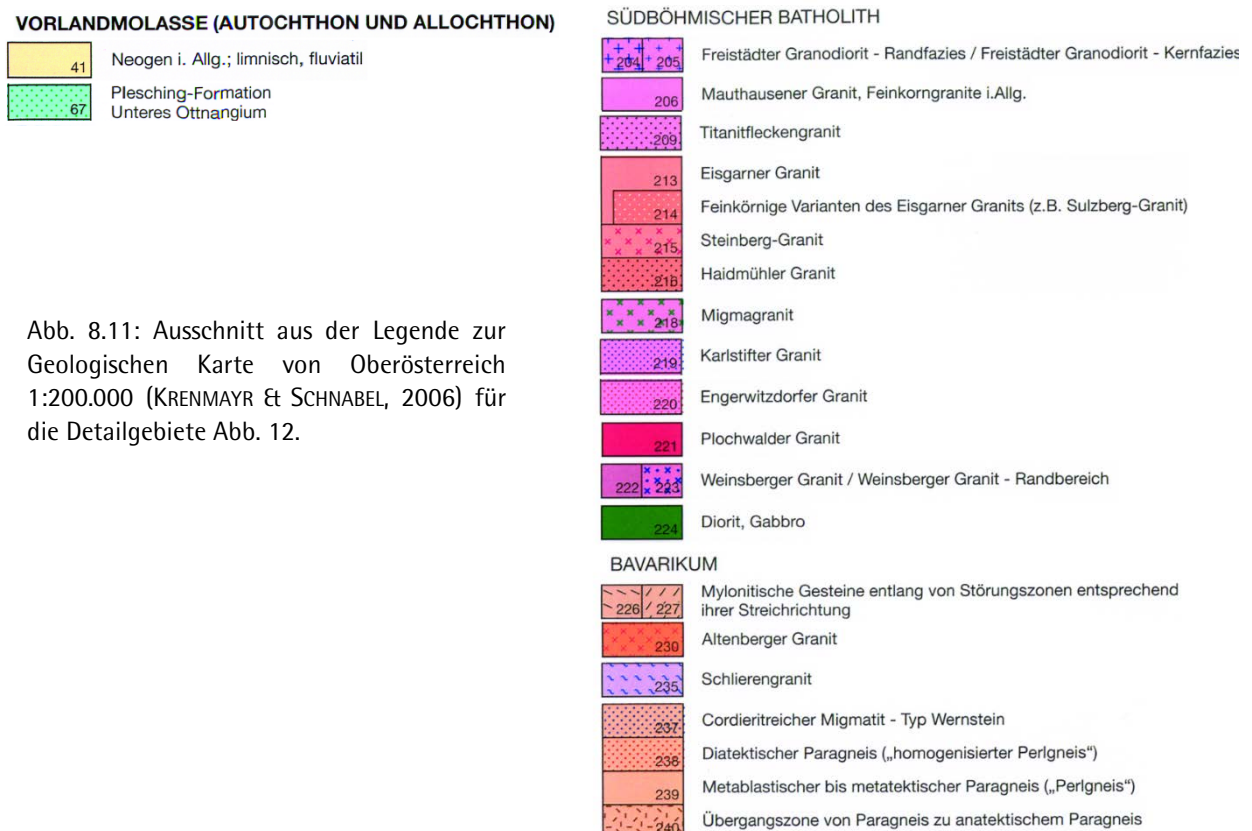 VORLANDMOLASSE (AUTOCHTHON UND ALLOCHTHON)
41 Neogen i. Allg.; limnisch, fluviatil
67 Plesching-Formation
Unteres Ottnangium
Abb. 8.11: Ausschnitt aus der Legende zur
Geologischen Karte von Oberösterreich
1:200.000 (KRENMAYR & SCHNABEL, 2006) für
die Detailgebiete Abb. 12.
SÜDBÖHMISCHER BATHOLITH
204 205 Freistädter Granodiorit - Randfazies / Freistädter Granodiorit - Kernfazies
206 Mauthausener Granit, Feinkorngranite i.Allg.
209 Titanitfleckengranit
213 Eisgarner Granit
214 Feinkörnige Varianten des Eisgarner Granits (z.B. Sulzberg-Granit)
215 Steinberg-Granit
216 Haidmühler Granit
218 Migmagranit
219 Karlstifter Granit
220 Engerwitzdorfer Granit
221 Plochwalder Granit
222 223 Weinsberger Granit / Weinsberger Granit - Randbereich
224 Diorit, Gabbro
BAVARIKUM
226 227 Mylonitische Gesteine entlang von Störungszonen entsprechend
ihrer Streichrichtung
230 Altenberger Granit
235 Schlierengranit
237 Cordieritreicher Migmatit - Typ Wernstein
238 Diatektischer Paragneis („homogenisierter Perlgneis“)
239 Metablastischer bis metatektischer Paragneis („Perlgneis“)
240 Übergangszone von Paragneis zu anatektischem Paragneis